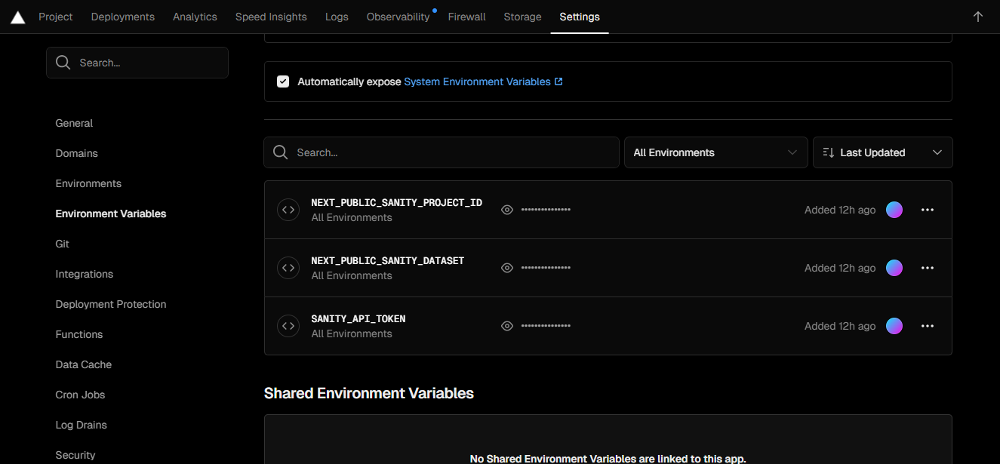 Project Deployments Analytics Speed Insights Logs Observability Firewall Storage Settings
Search...
General
Domains
Environments
Environment Variables
Git
Integrations
Deployment Protection
Functions
Data Cache
Cron Jobs
Log Drains
Security
Automatically expose System Environment Variables
Search...
All Environments
Last Updated
NEXT_PUBLIC_SANITY_PROJECT_ID
All Environments
••••••••••••••
Added 12h ago
NEXT_PUBLIC_SANITY_DATASET
All Environments
••••••••••••••
Added 12h ago
SANITY_API_TOKEN
All Environments
••••••••••••••
Added 12h ago
Shared Environment Variables
No Shared Environment Variables are linked to this app.